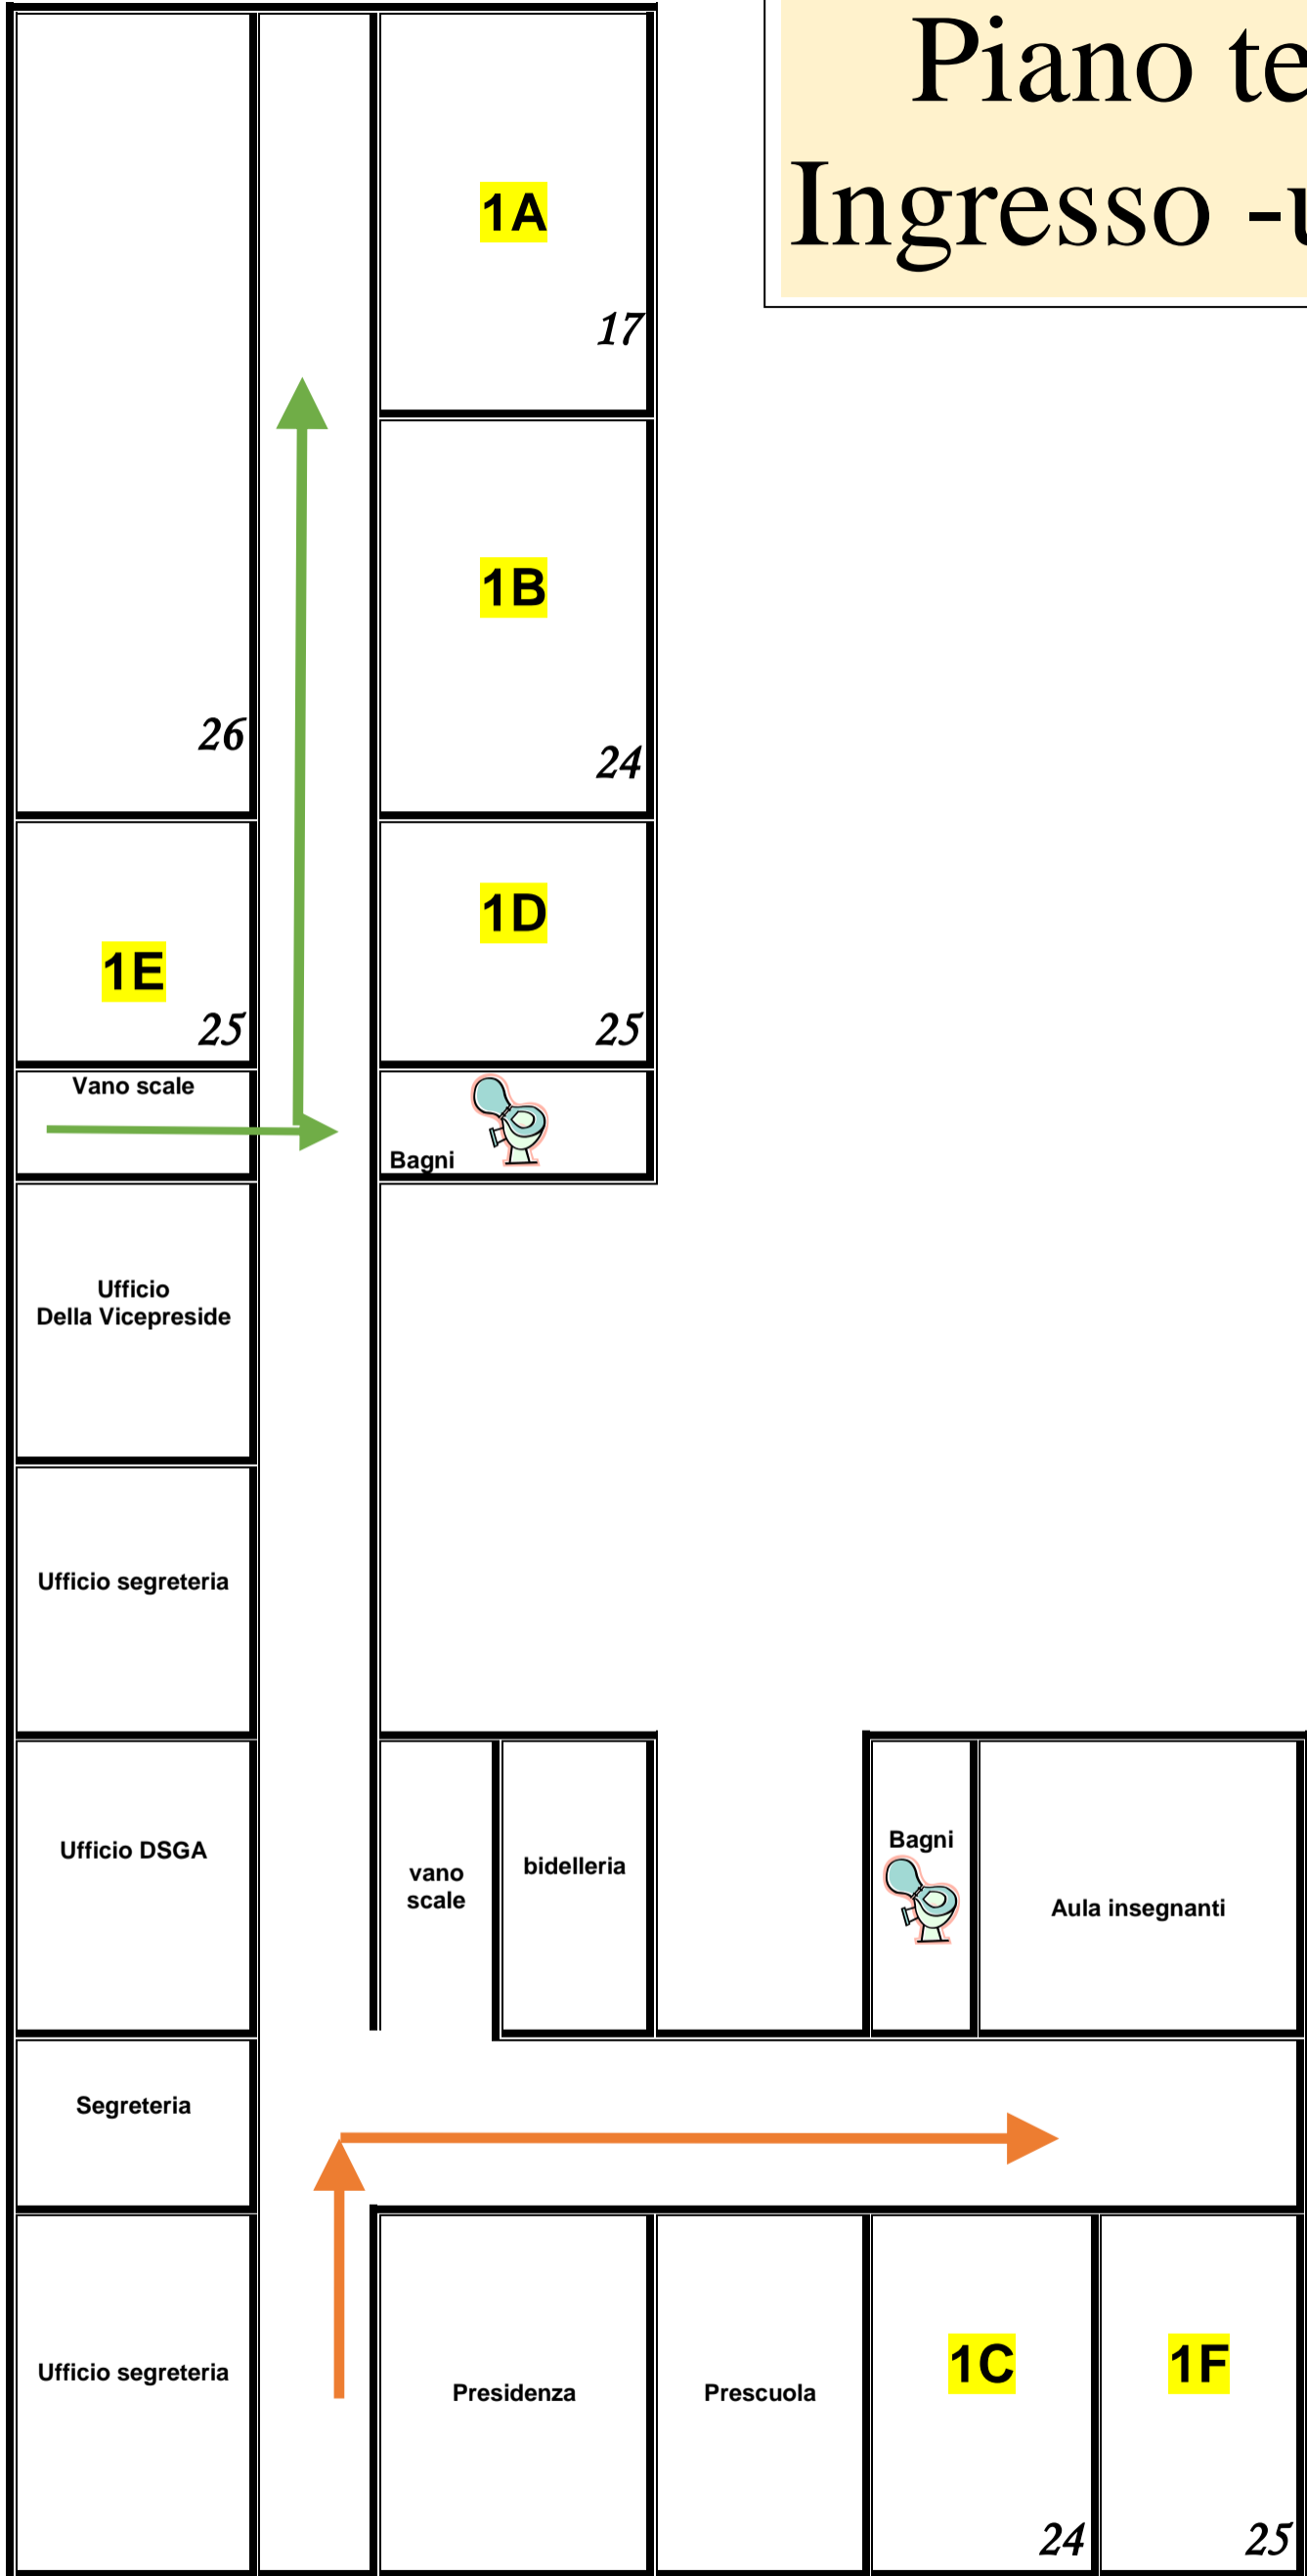 Piano te
Ingresso -u
1A
17
1B
26
24
1D
1E
25
25
Vano scale
Bagni
Ufficio
Della Vicepreside
Ufficio segreteria
Ufficio DSGA
vano
scale
bidelleria
Bagni
Aula insegnanti
Segreteria
Ufficio segreteria
Presidenza
Prescuola
1C
1F
24
25